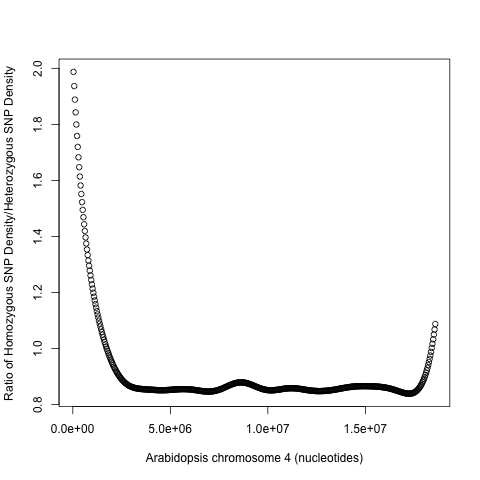 Ratio of Homozygous SNP Density/Heterozygous SNP Density
2.0
1.8
1.6
1.4
1.2
1.0
0.8
0.0e+00 5.0e+06 1.0e+07 1.5e+07
Arabidopsis chromosome 4 (nucleotides)